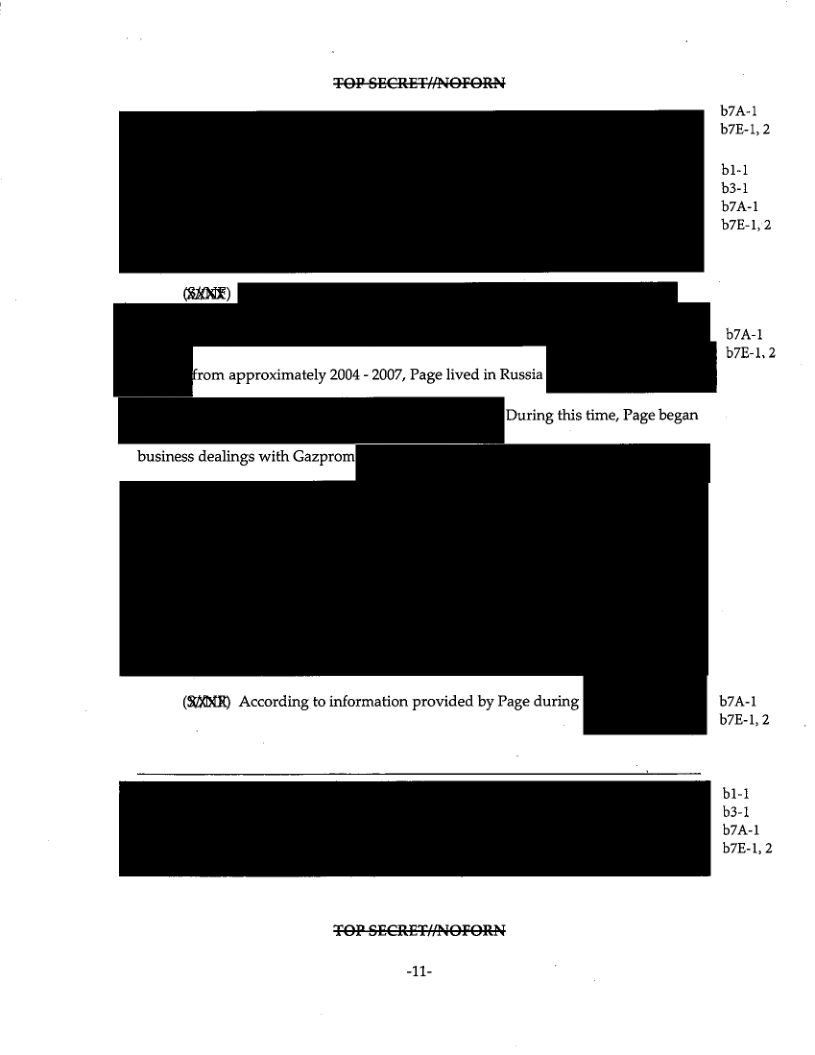 TOP SECRET//NOFORN
b7A-1
b7E-1, 2
b1-1
b3-1
b7A-1
b7E-1, 2
b7A-1
b7E-1, 2
from approximately 2004 - 2007, Page lived in Russia
During this time, Page began
business dealings with Gazprom
According to information provided by Page during
b7A-1
b7E-1, 2
b1-1
b3-1
b7A-1
b7E-1, 2
TOP SECRET//NOFORN
-11-